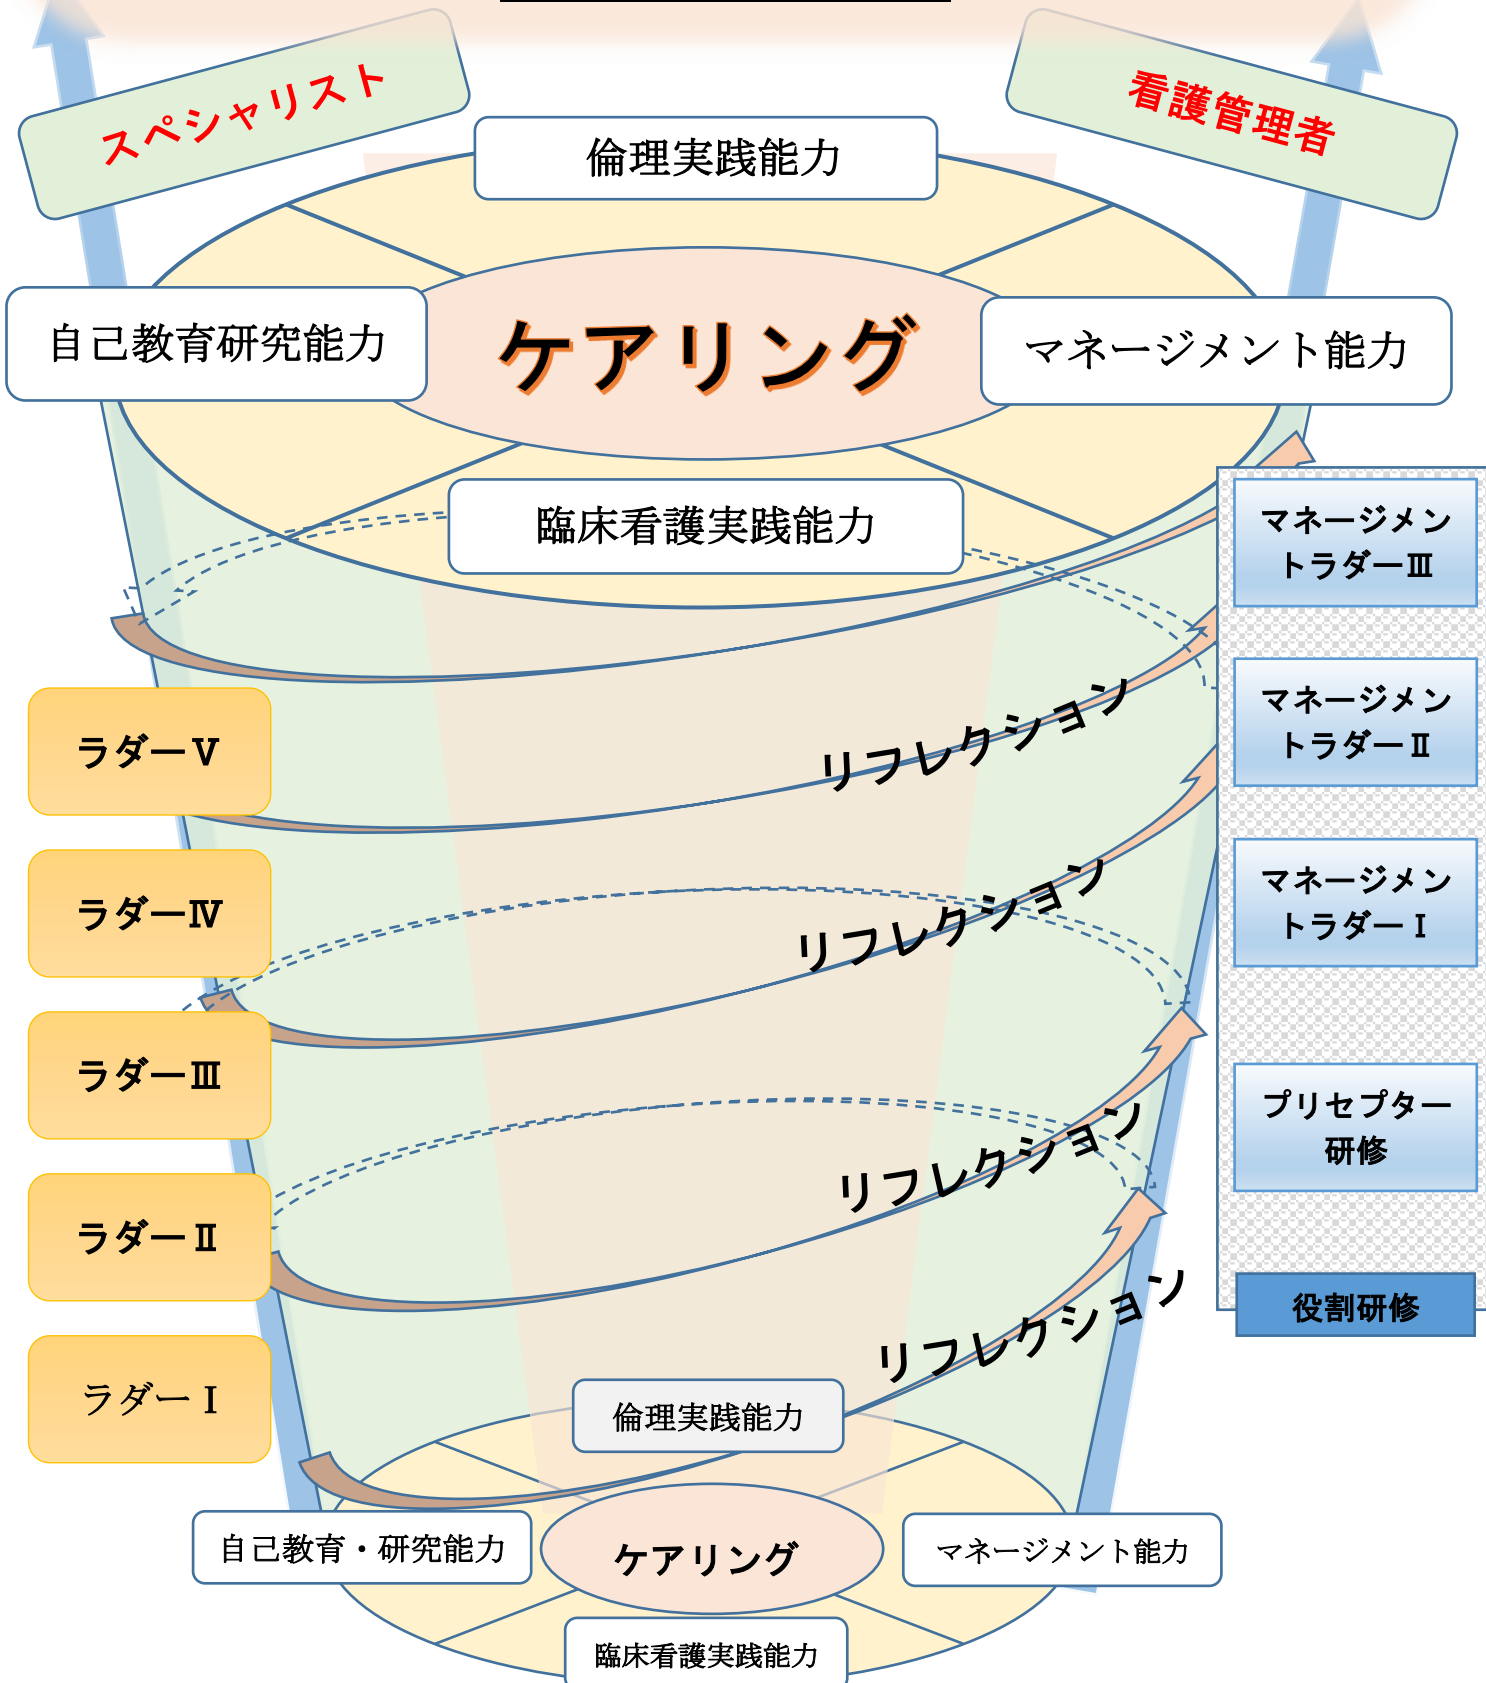 スペシャリスト
看護管理者
倫理実践能力
自己教育研究能力
ケアリング
マネージメント能力
臨床看護実践能力
マネージメン
トラダーⅢ
マネージメン
トラダーⅡ
マネージメン
トラダーⅠ
プリセプター
研修
役割研修
ラダーⅤ
ラダーⅣ
ラダーⅢ
ラダーⅡ
ラダーⅠ
リフレクション
リフレクション
リフレクション
リフレクション
倫理実践能力
自己教育・研究能力
ケアリング
マネージメント能力
臨床看護実践能力